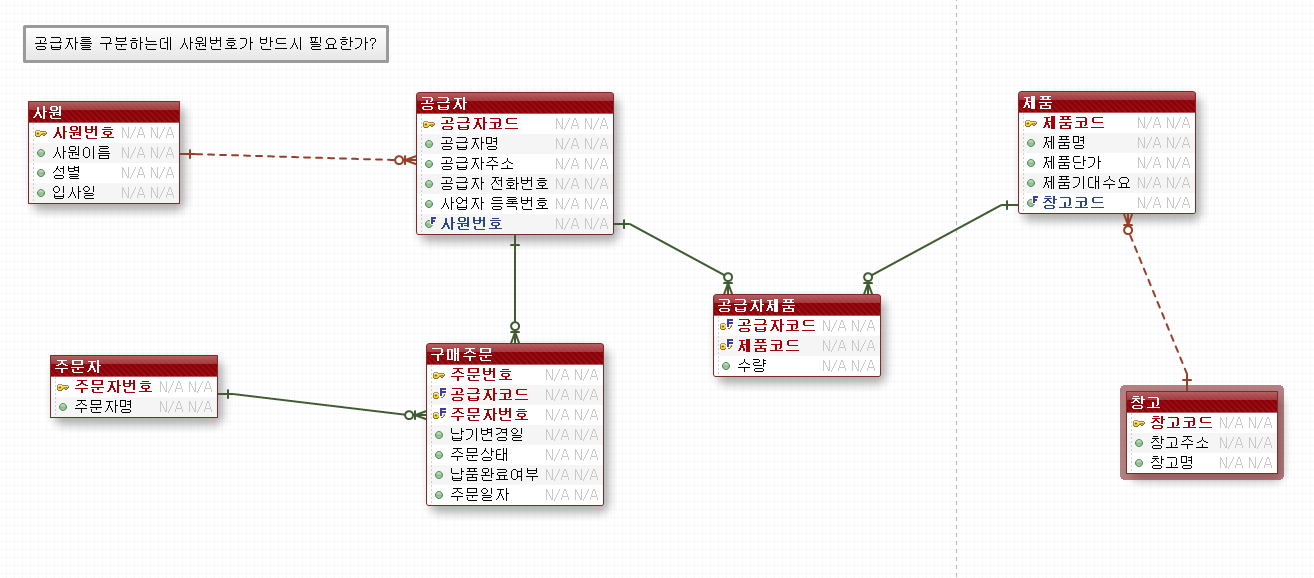 공급자를 구분하는데 사원번호가 반드시 필요한가?
사원
사원번호 N/A N/A
사원이름 N/A N/A
성별 N/A N/A
입사일 N/A N/A
공급자
공급자코드 N/A N/A
공급자명 N/A N/A
공급자주소 N/A N/A
공급자 전화번호 N/A N/A
사업자 등록번호 N/A N/A
사원번호 N/A N/A
제품
제품코드 N/A N/A
제품명 N/A N/A
제품단가 N/A N/A
제품기대수요 N/A N/A
창고코드 N/A N/A
공급자제품
공급자코드 N/A N/A
제품코드 N/A N/A
수량 N/A N/A
주문자
주문자번호 N/A N/A
주문자명 N/A N/A
구매주문
주문번호 N/A N/A
공급자코드 N/A N/A
주문자번호 N/A N/A
납기변경일 N/A N/A
주문상태 N/A N/A
납품완료여부 N/A N/A
주문일자 N/A N/A
창고
창고코드 N/A N/A
창고주소 N/A N/A
창고명 N/A N/A